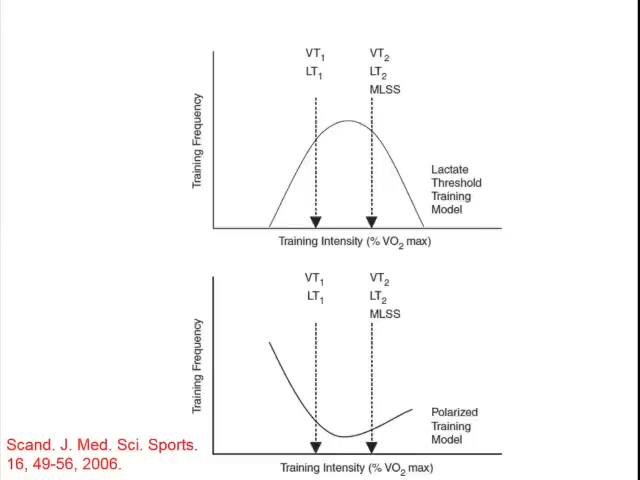 VT1 VT2
LT1 LT2
MLSS
Training Frequency
Lactate
Threshold
Training
Model
Training Intensity (% VO2 max)
VT1 VT2
LT1 LT2
MLSS
Training Frequency
Polarized
Training
Model
Training Intensity (% VO2 max)
Scand. J. Med. Sci. Sports.
16, 49-56, 2006.